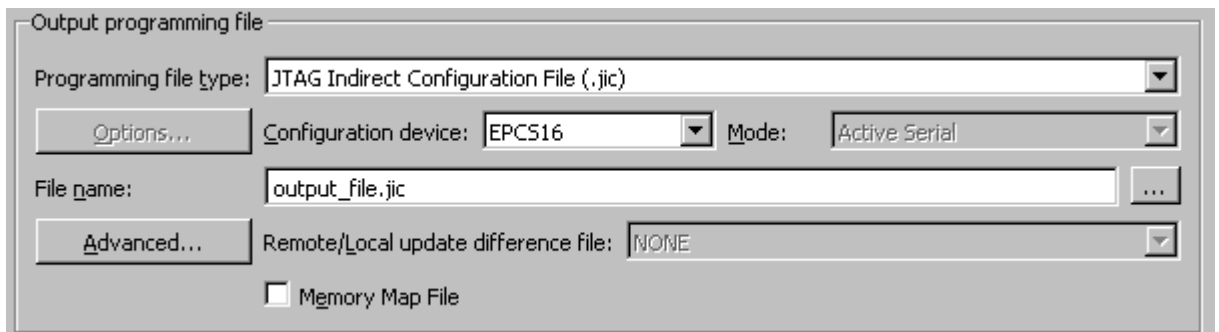 Output programming file
Programming file type: JTAG Indirect Configuration File (.jic)
Options... Configuration device: EPCS16 Mode: Active Serial
File name: output_file.jic ...
Advanced... Remote/Local update difference file: NONE
Memory Map File